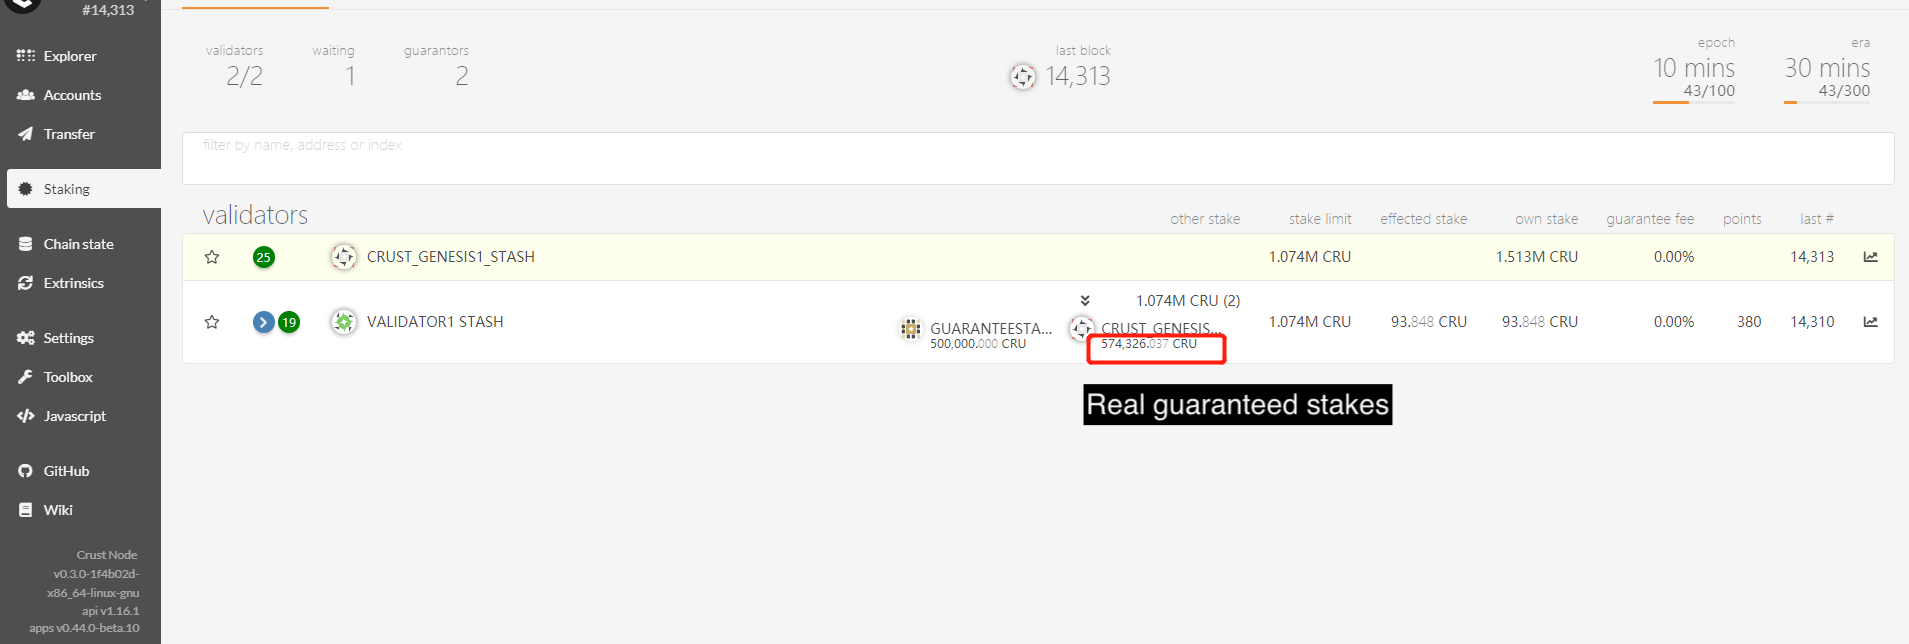 #14,313
Explorer
Accounts
Transfer
Staking
Chain state
Extrinsics
Settings
Toolbox
Javascript
GitHub
Wiki
Crust Node
v0.3.0-1f4b02d-
x86_64-linux-gnu
api v1.16.1
apps v0.44.0-beta.10
validators waiting guarantors last block epoch era
2/2 1 2 14,313 10 mins 30 mins
43/100 43/300
filter by name, address or index
validators other stake stake limit effected stake own stake guarantee fee points last #
25 CRUST_GENESIS1_STASH 1.074M CRU 1.513M CRU 0.00% 14,313
1.074M CRU (2)
19 VALIDATOR1 STASH GUARANTEESTA... CRUST_GENESIS... 1.074M CRU 93.848 CRU 93.848 CRU 0.00% 380 14,310
500,000.000 CRU 574,326.037 CRU
Real guaranteed stakes